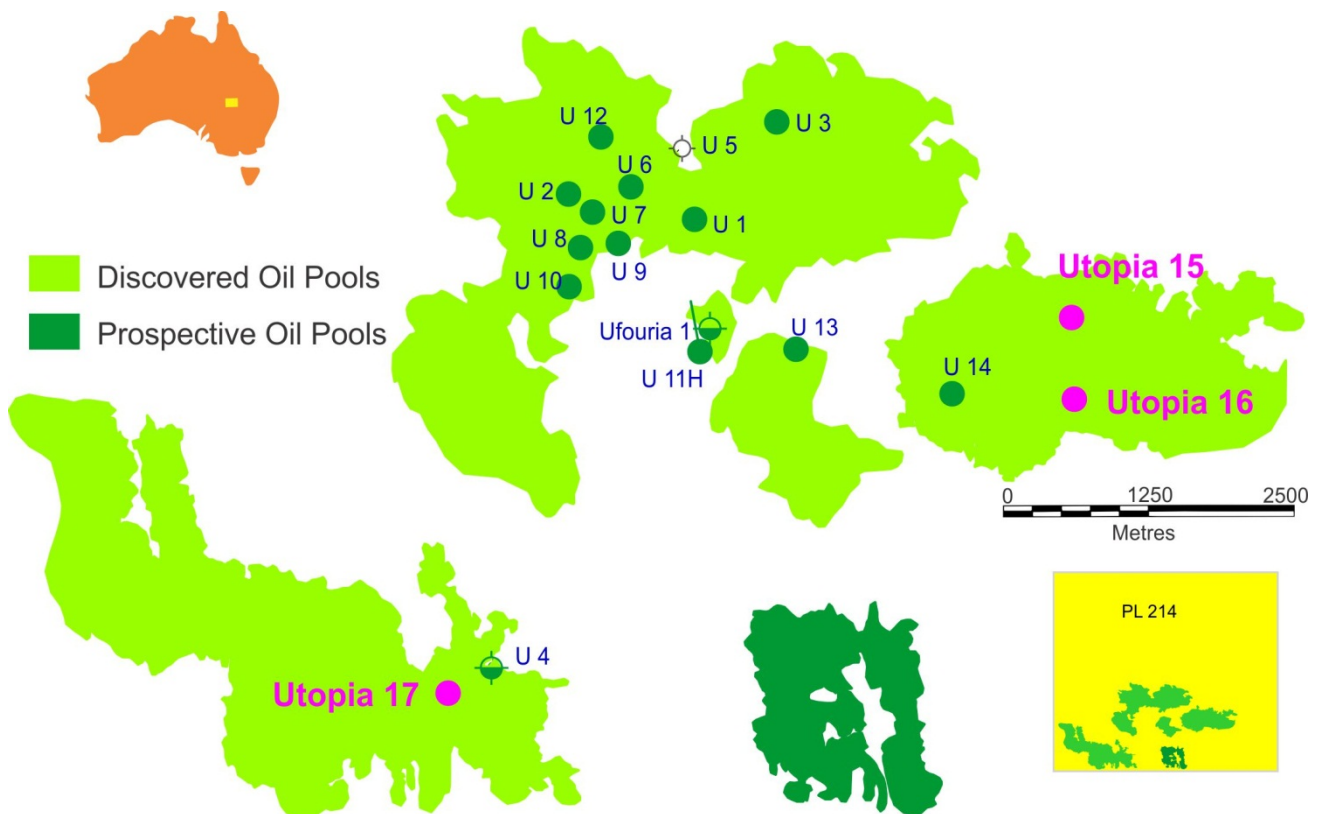 U 12
U 5
U 3
U 6
U 2
U 7
U 1
U 8
U 9
U 10
Discovered Oil Pools
Prospective Oil Pools
Utopia 15
Ufouria 1
U 13
U 11H
U 14
Utopia 16
0 1250 2500
Metres
PL 214
U 4
Utopia 17